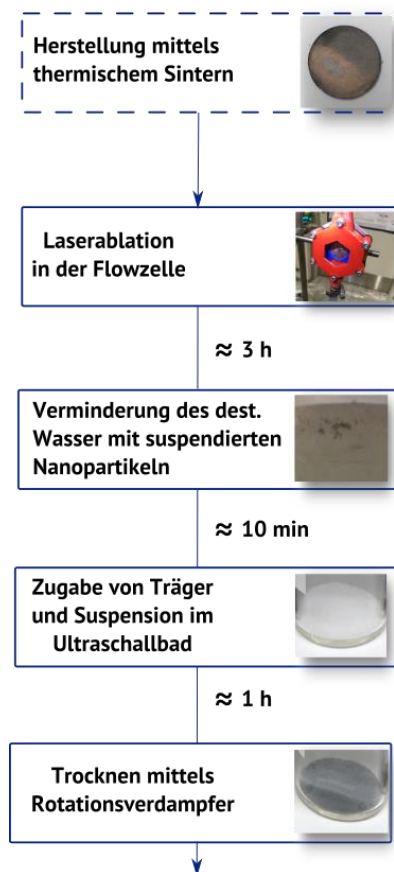 Herstellung mittels
thermischem Sintern
Laserablation
in der Flowzelle
≈ 3 h
Verminderung des dest.
Wasser mit suspendierten
Nanopartikeln
≈ 10 min
Zugabe von Träger
und Suspension im
Ultraschallbad
≈ 1 h
Trocknen mittels
Rotationsverdampfer